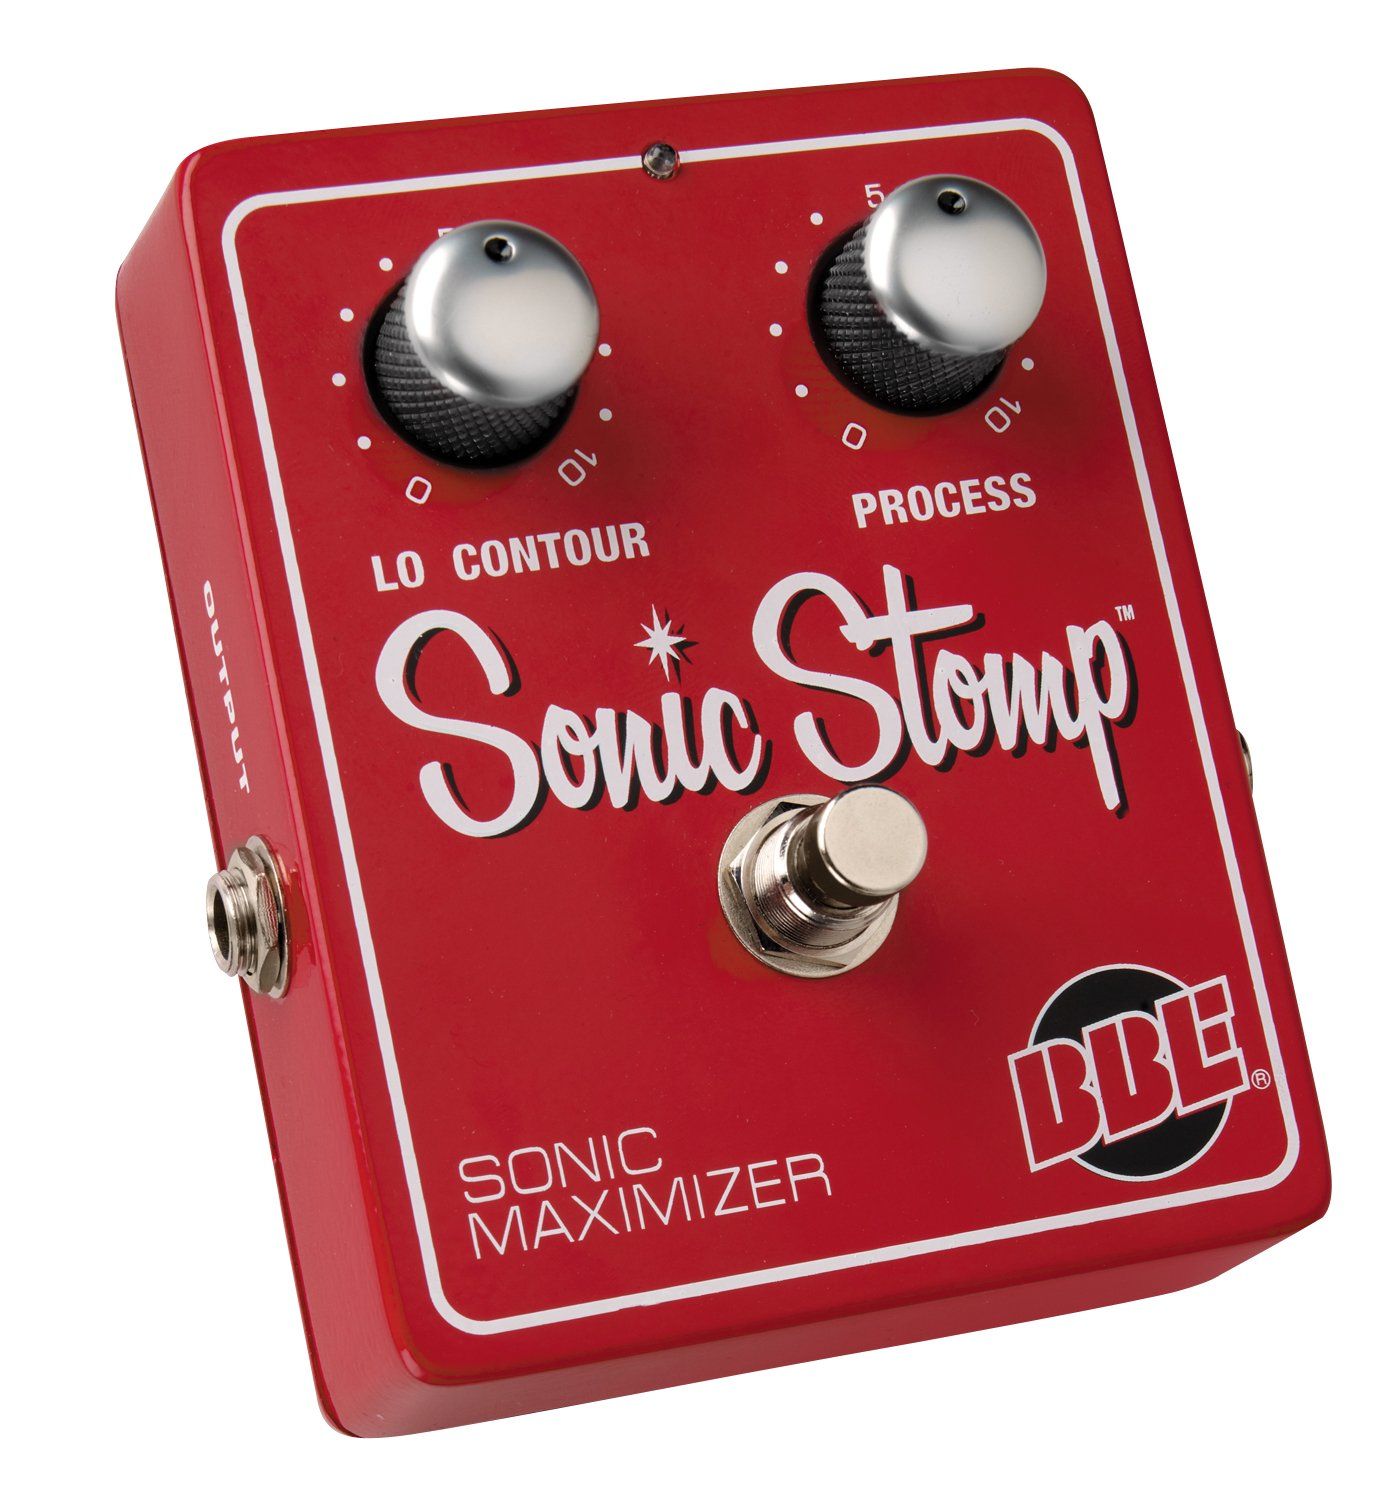 5
0
10
0
10
LO CONTOUR
PROCESS
Sonic Stomp™
OUTPUT
BBE®
SONIC
MAXIMIZER